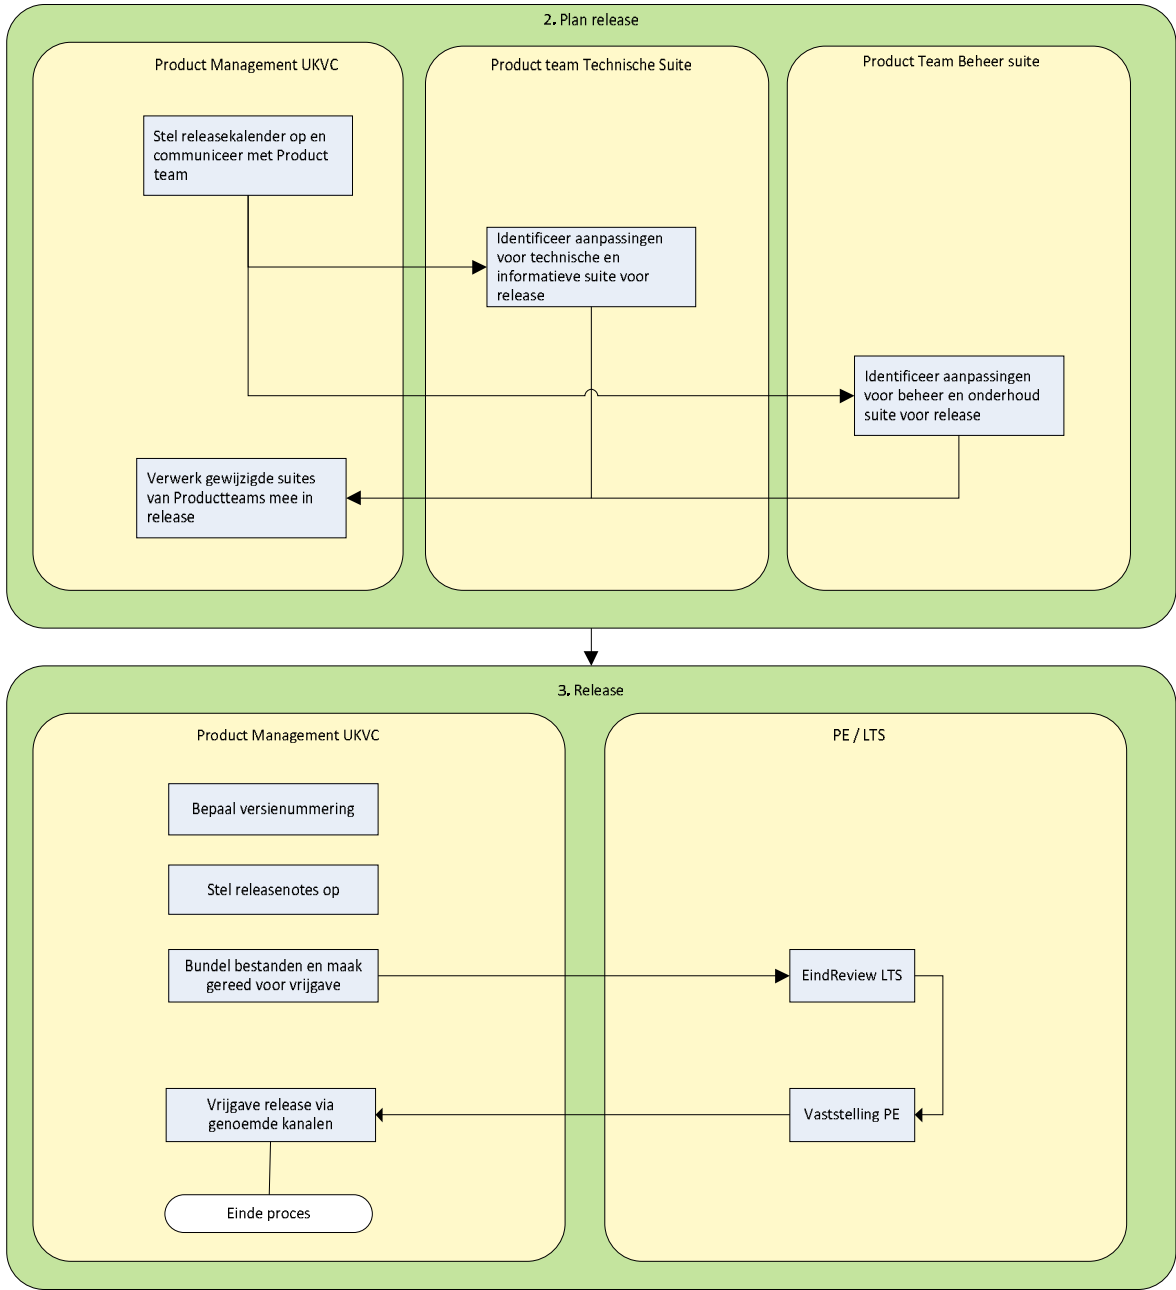 2. Plan release
Product Management UKVC
Product team Technische Suite
Product Team Beheer suite
Stel releasekalender op en
communiceer met Product
team
Identificeer aanpassingen
voor technische en
informatieve suite voor
release
Identificeer aanpassingen
voor beheer en onderhoud
suite voor release
Verwerk gewijzigde suites
van Productteams mee in
release
3. Release
Product Management UKVC
PE / LTS
Bepaal versienummering
Stel releasenotes op
Bundel bestanden en maak
gereed voor vrijgave
EindReview LTS
Vrijgave release via
genoemde kanalen
Vaststelling PE
Einde proces